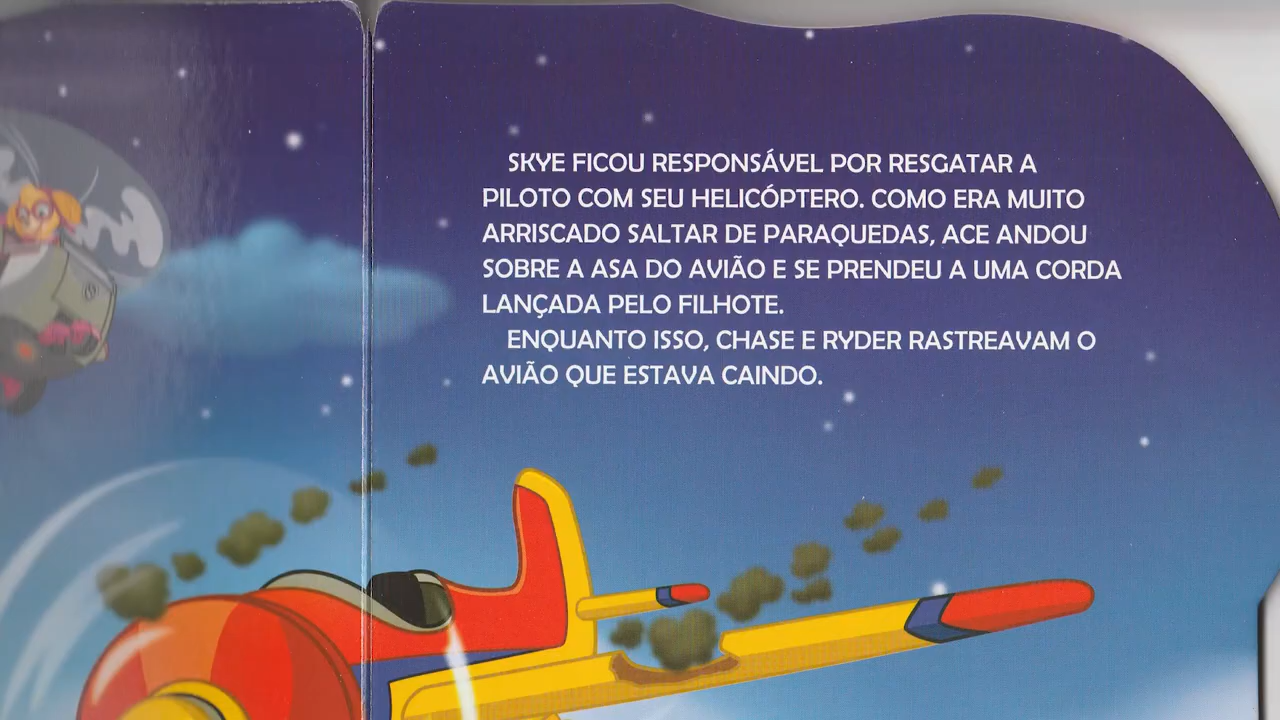 SKYE FICOU RESPONSÁVEL POR RESGATAR A
PILOTO COM SEU HELICÓPTERO. COMO ERA MUITO
ARRISCADO SALTAR DE PARAQUEDAS, ACE ANDOU
SOBRE A ASA DO AVIÃO E SE PRENDEU A UMA CORDA
LANÇADA PELO FILHOTE.
ENQUANTO ISSO, CHASE E RYDER RASTREAVAM O
AVIÃO QUE ESTAVA CAINDO.